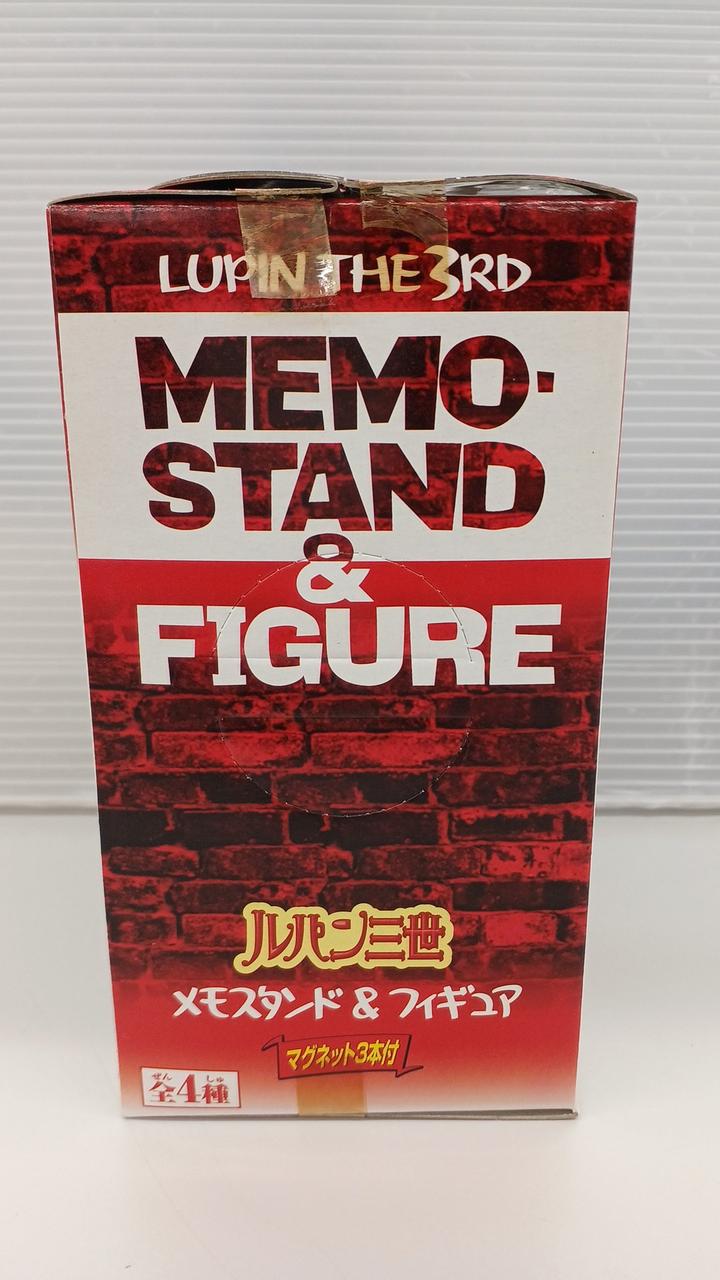 LUPIN THE 3RD
MEMO·
STAND
&
FIGURE
ルパン三世
メモスタンド & フィギュア
マグネット3本付
ぜん しゅ
全4種